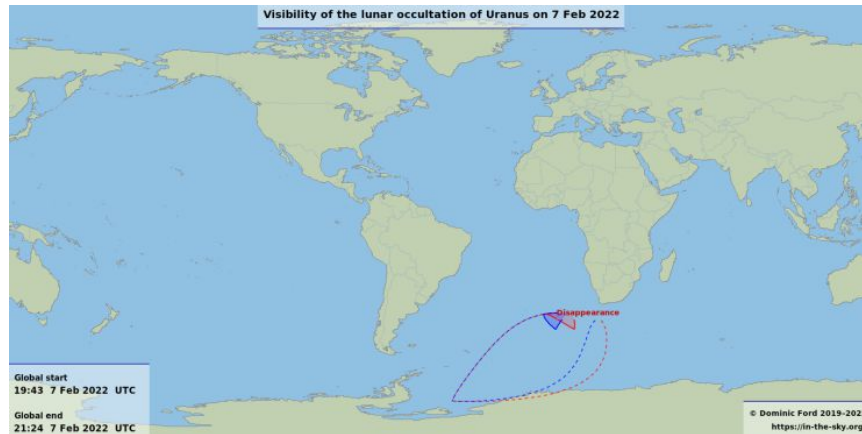 Visibility of the lunar occultation of Uranus on 7 Feb 2022
Disappearance
Global start
19:43 7 Feb 2022 UTC
Global end
21:24 7 Feb 2022 UTC
© Dominic Ford 2019–202
https://in-the-sky.org